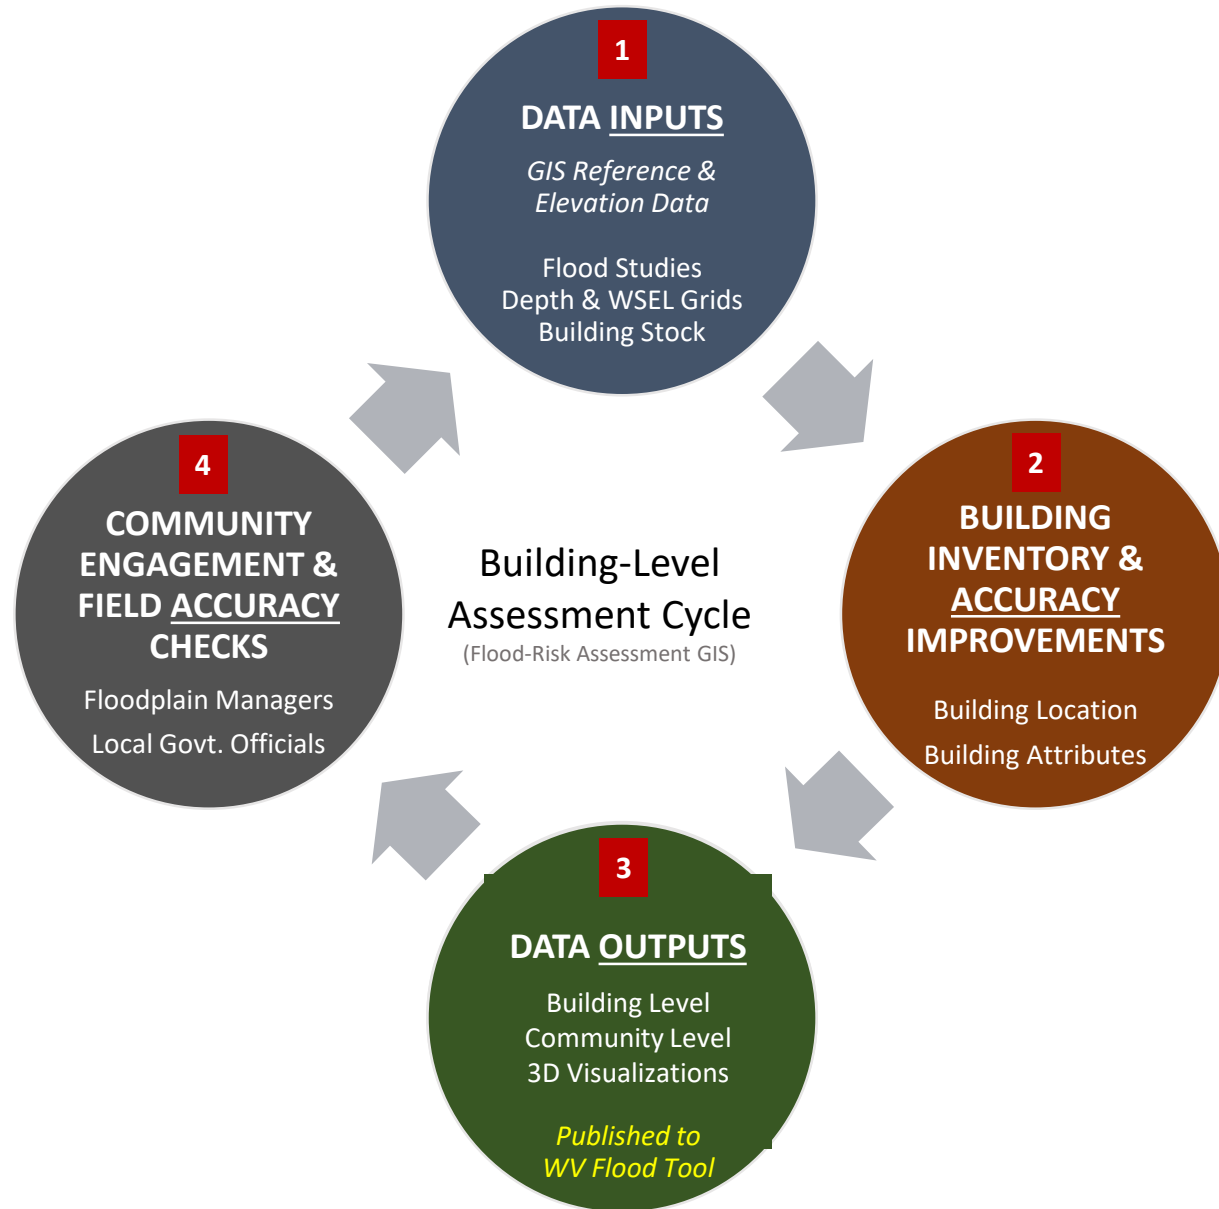 1
DATA INPUTS
GIS Reference &
Elevation Data
Flood Studies
Depth & WSEL Grids
Building Stock
2
BUILDING
INVENTORY &
ACCURACY
IMPROVEMENTS
Building Location
Building Attributes
3
DATA OUTPUTS
Building Level
Community Level
3D Visualizations
Published to
WV Flood Tool
4
COMMUNITY
ENGAGEMENT &
FIELD ACCURACY
CHECKS
Floodplain Managers
Local Govt. Officials
Building-Level
Assessment Cycle
(Flood-Risk Assessment GIS)